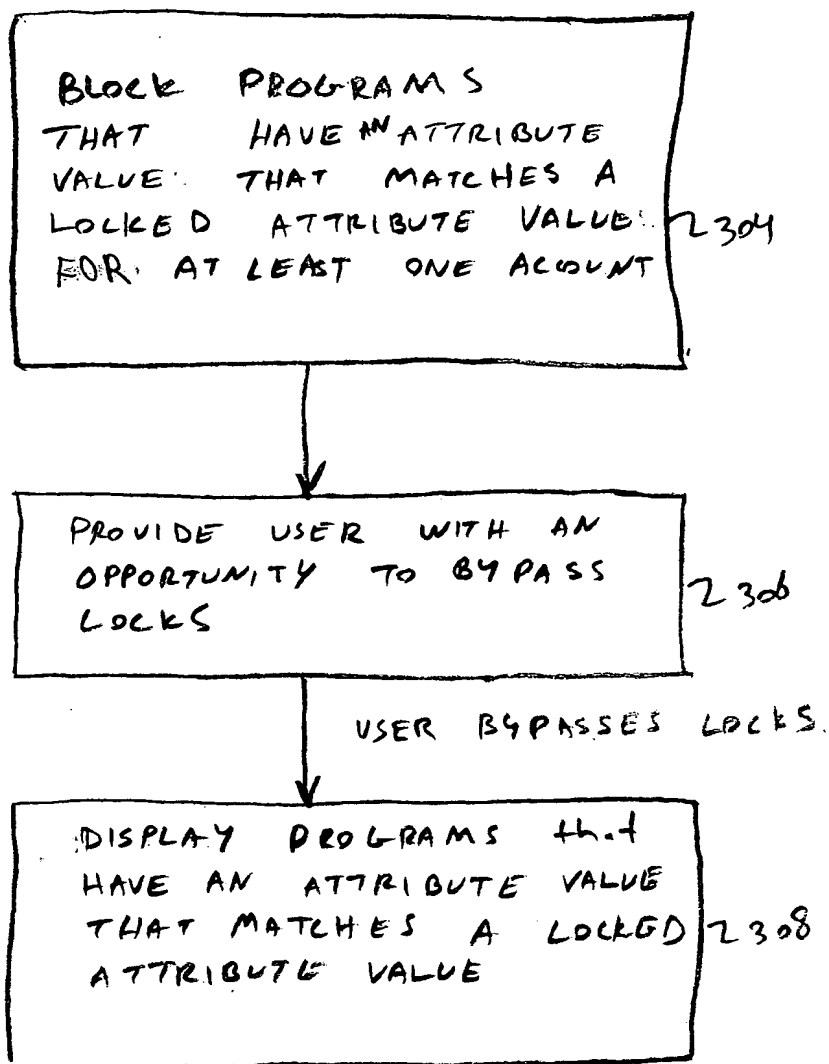 BLOCK PROGRAMS
THAT HAVE AN ATTRIBUTE
VALUE THAT MATCHES A
LOCKED ATTRIBUTE VALUE
FOR AT LEAST ONE ACCOUNT
2304
PROVIDE USER WITH AN
OPPORTUNITY TO BYPASS
LOCKS
2306
USER BYPASSES LOCKS.
DISPLAY PROGRAMS that
HAVE AN ATTRIBUTE VALUE
THAT MATCHES A LOCKED
ATTRIBUTE VALUE
2308